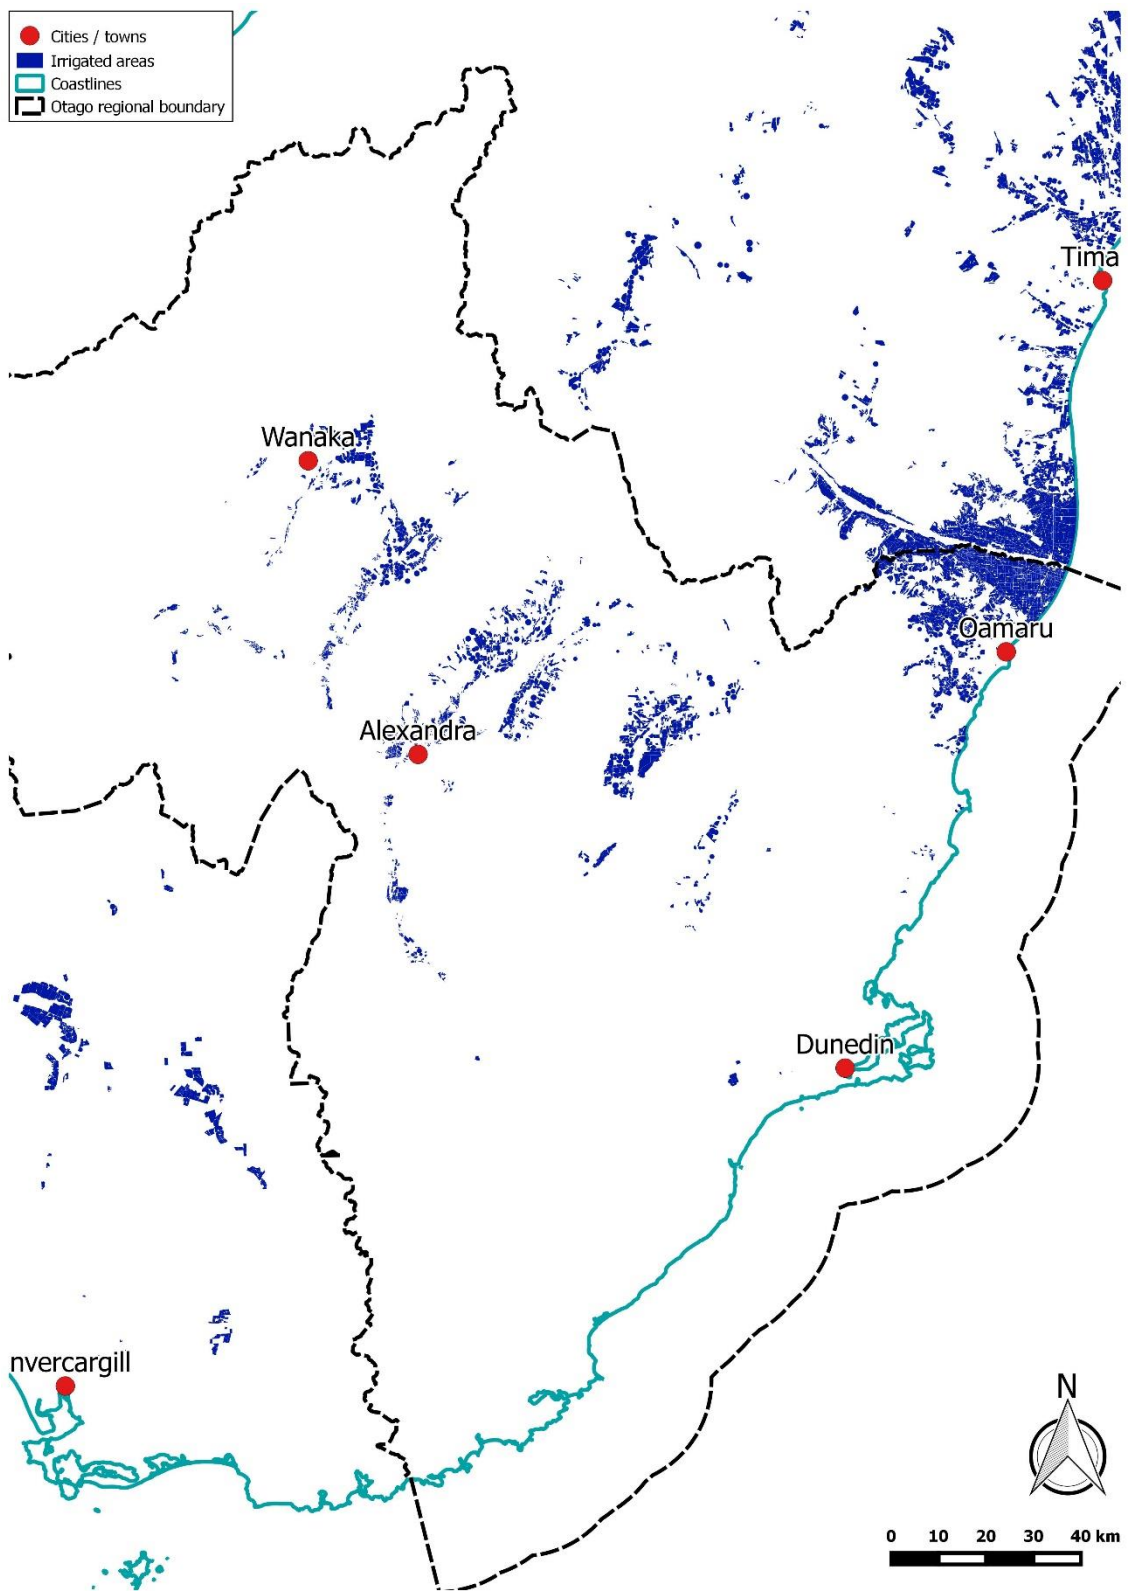 Cities / towns
Irrigated areas
Coastlines
Otago regional boundary
Tima
Wanaka
Oamaru
Alexandra
Dunedin
nvercargill
N
0 10 20 30 40 km